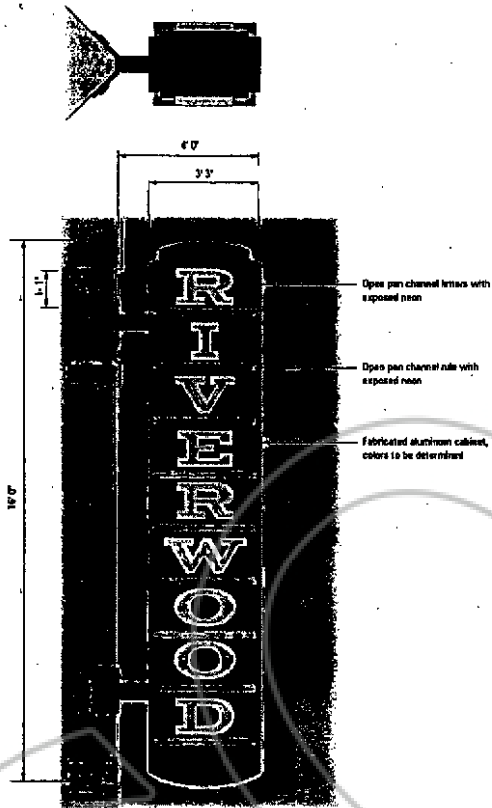 4' 0"
3' 3"
Open pan channel letters with
exposed neon
Open pan channel rule with
exposed neon
Fabricated aluminum cabinet,
colors to be determined
16' 0"
R
I
V
E
R
W
O
O
D